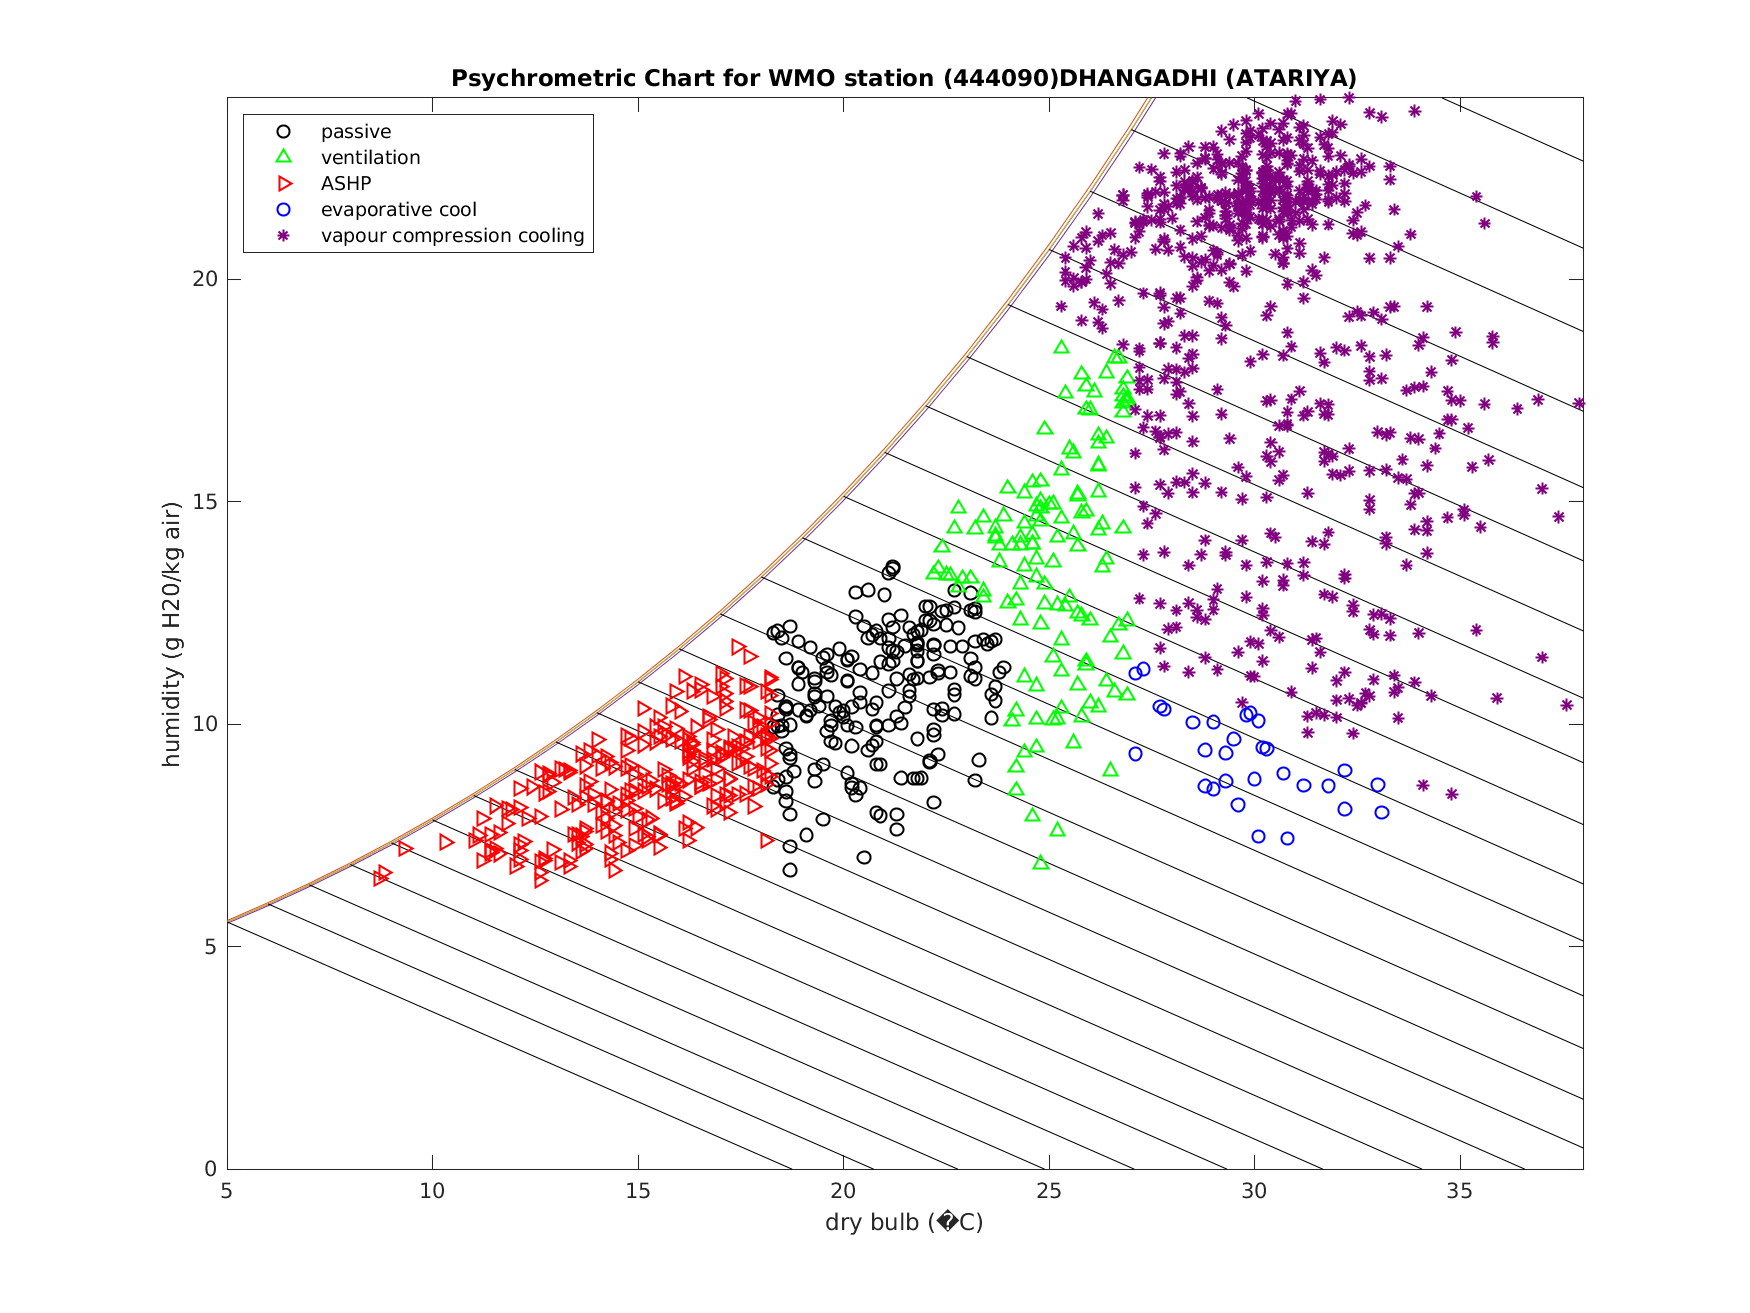 Psychrometric Chart for WMO station (444090)DHANGADHI (ATARIYA)
passive
ventilation
ASHP
evaporative cool
vapour compression cooling
20
15
10
5
0
humidity (g H20/kg air)
5 10 15 20 25 30 35
dry bulb (�C)